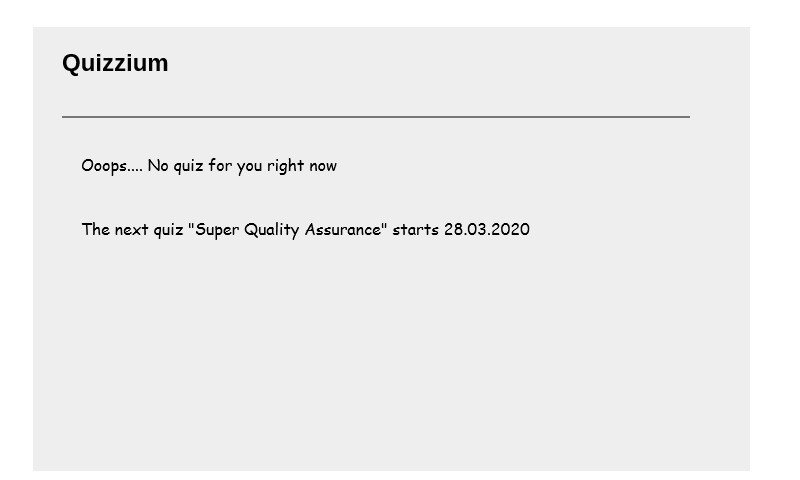 Quizzium
Ooops.... No quiz for you right now
The next quiz "Super Quality Assurance" starts 28.03.2020